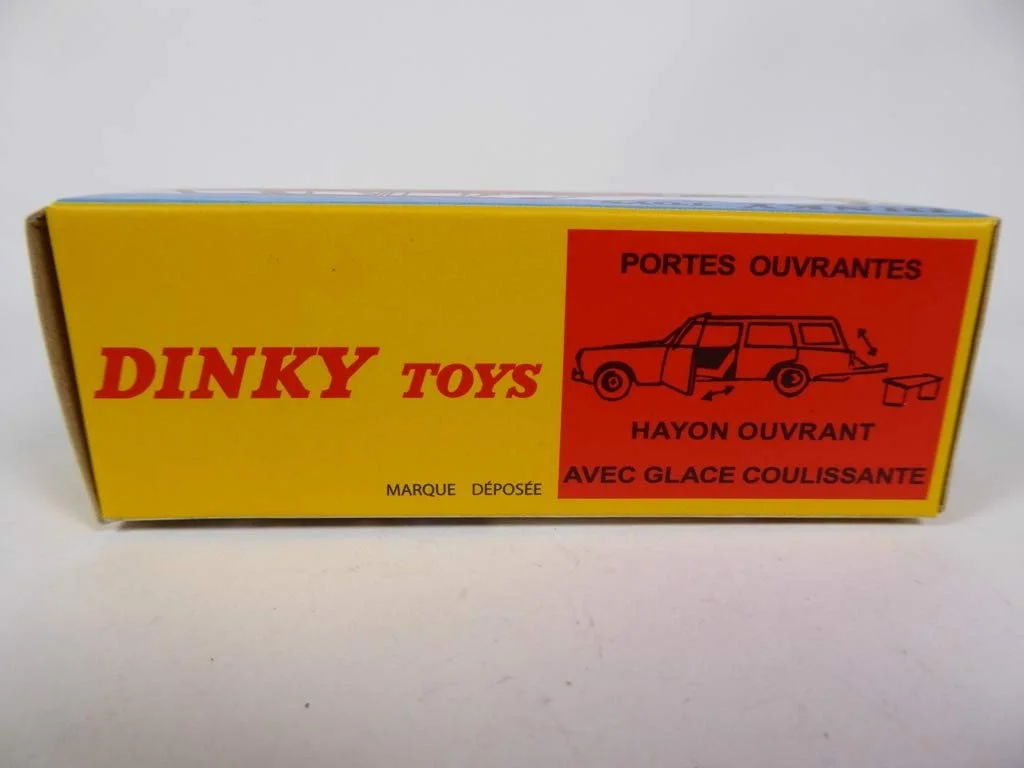 DINKY TOYS
MARQUE DÉPOSÉE
PORTES OUVRANTES
HAYON OUVRANT
AVEC GLACE COULISSANTE